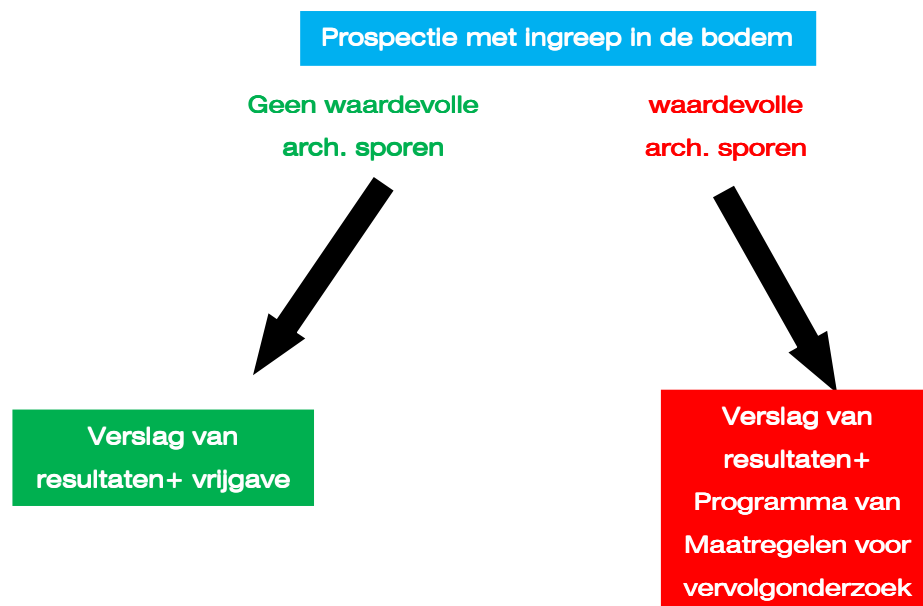 Prospectie met ingreep in de bodem
Geen waardevolle
arch. sporen
waardevolle
arch. sporen
Verslag van
resultaten+ vrijgave
Verslag van
resultaten+
Programma van
Maatregelen voor
vervolgonderzoek